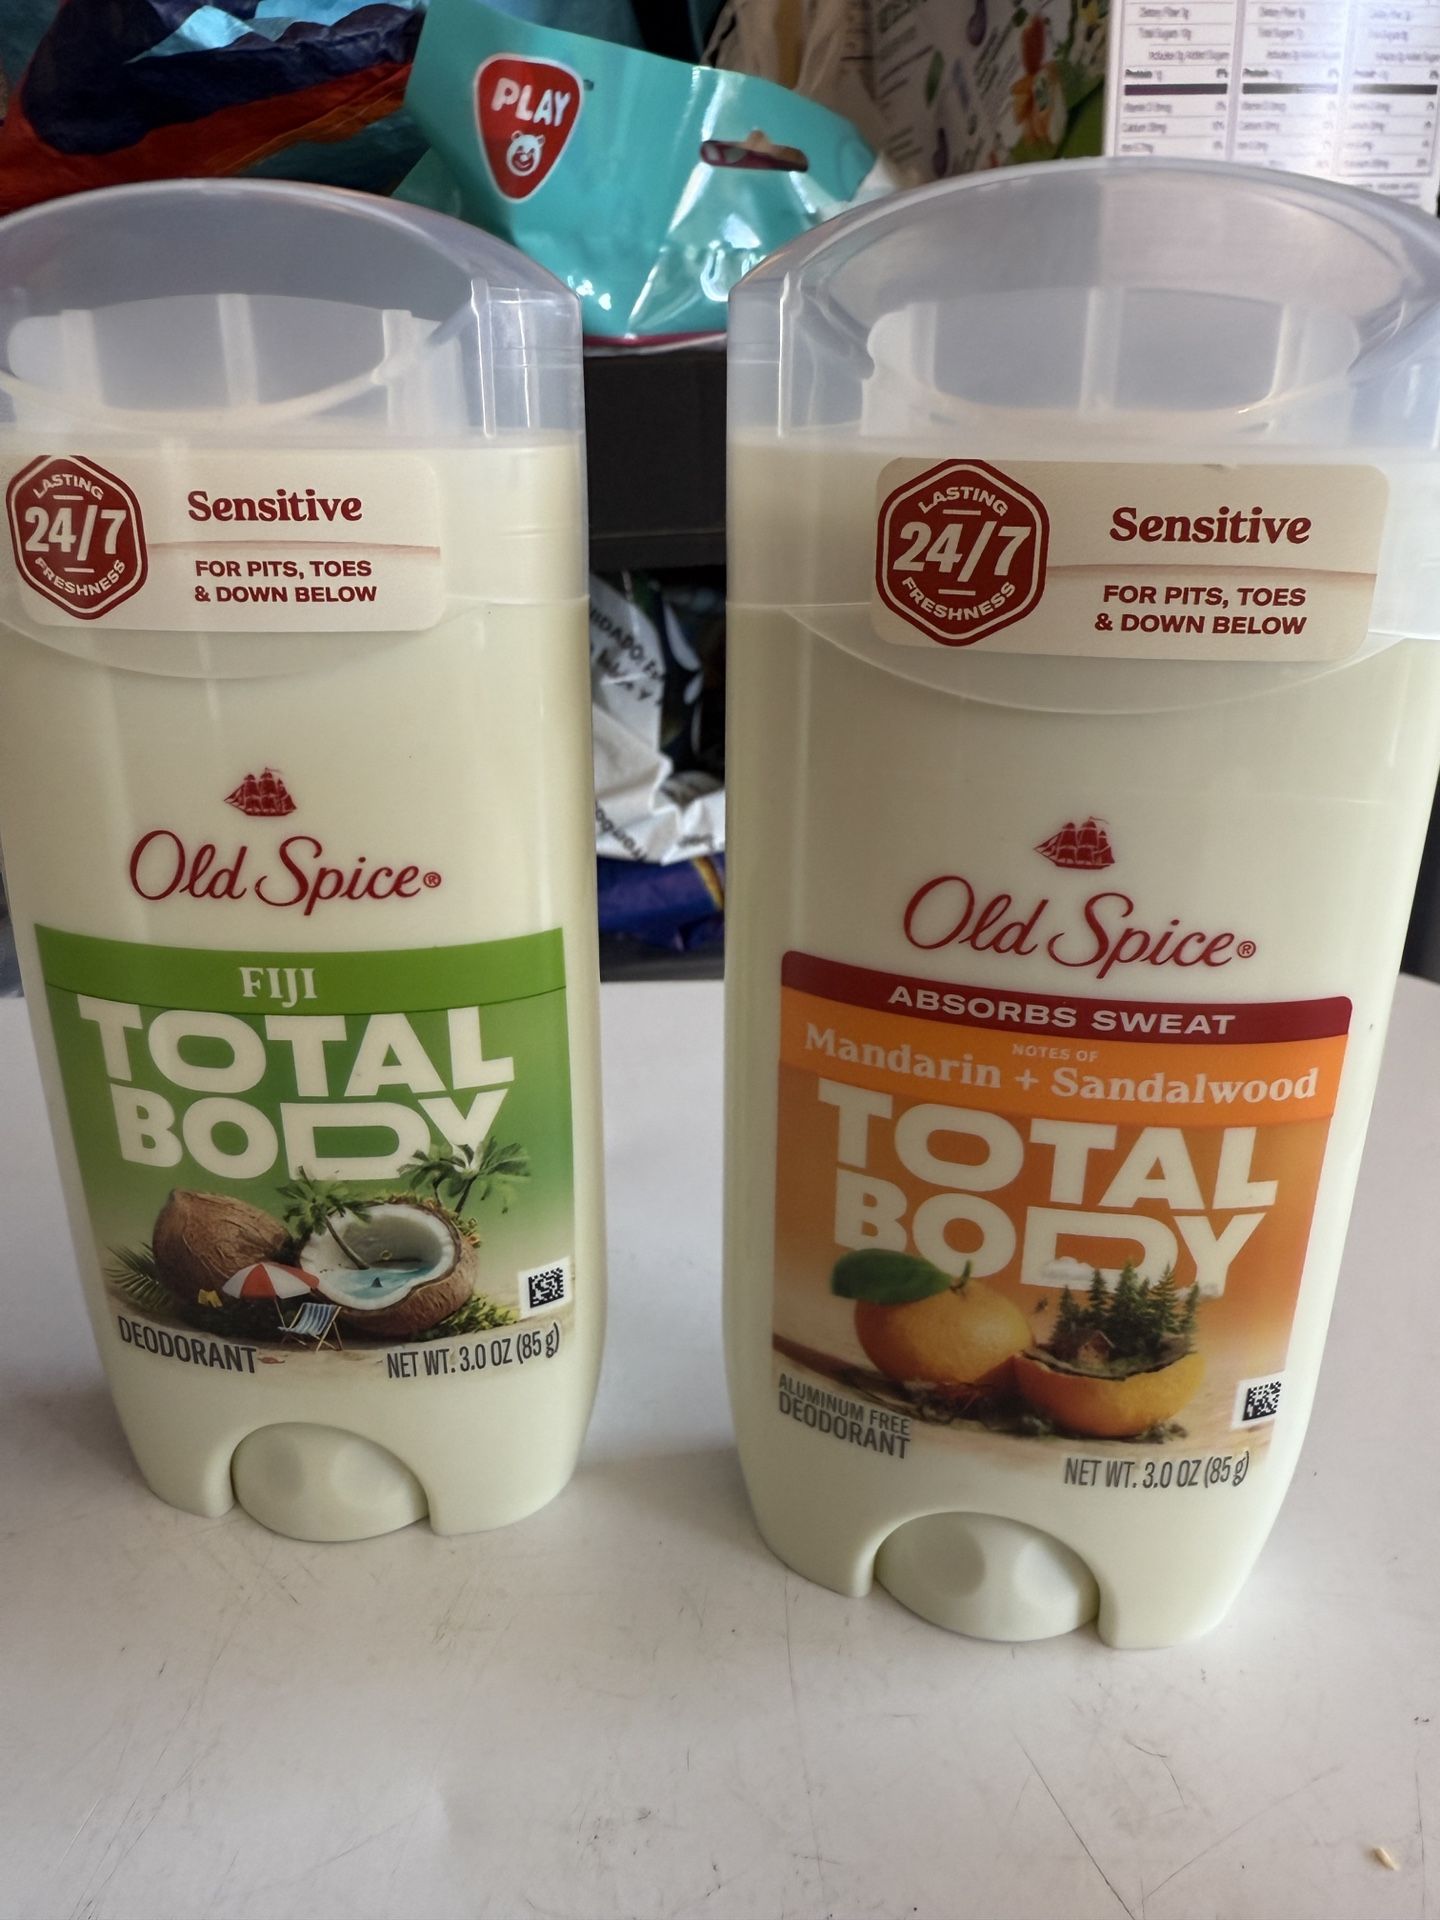 PLAY
LASTING
24/7
FRESHNESS
Sensitive
FOR PITS, TOES
& DOWN BELOW
Old Spice®
FIJI
TOTAL
BODY
DEODORANT
NET WT. 3.0 OZ (85 g)
LASTING
24/7
FRESHNESS
Sensitive
FOR PITS, TOES
& DOWN BELOW
Old Spice®
ABSORBS SWEAT
NOTES OF
Mandarin + Sandalwood
TOTAL
BODY
ALUMINUM FREE
DEODORANT
NET WT. 3.0 OZ (85 g)